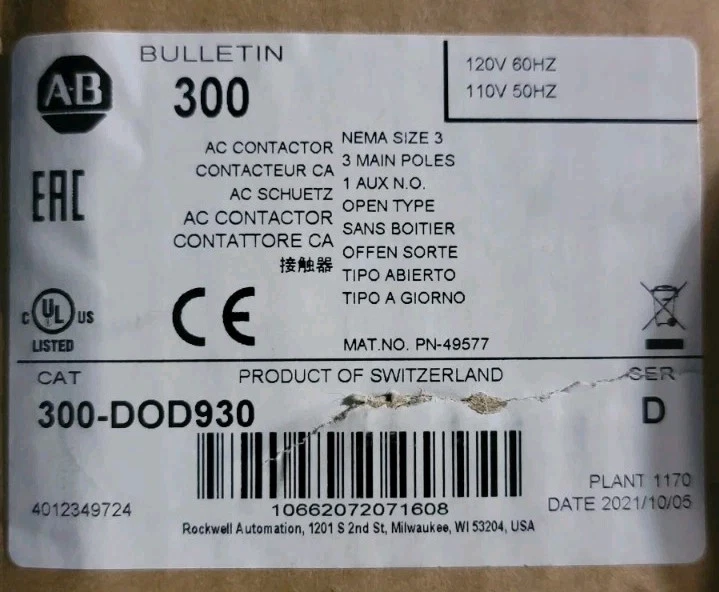 A-B
BULLETIN
300
120V 60HZ
110V 50HZ
AC CONTACTOR
CONTACTEUR CA
AC SCHUETZ
AC CONTACTOR
CONTATTORE CA
接触器
NEMA SIZE 3
3 MAIN POLES
1 AUX N.O.
OPEN TYPE
SANS BOITIER
OFFEN SORTE
TIPO ABIERTO
TIPO A GIORNO
EAC
C UL US
LISTED
CE
MAT.NO. PN-49577
CAT
PRODUCT OF SWITZERLAND
SER
300-DOD930
D
4012349724
10662072071608
PLANT 1170
DATE 2021/10/05
Rockwell Automation, 1201 S 2nd St, Milwaukee, WI 53204, USA